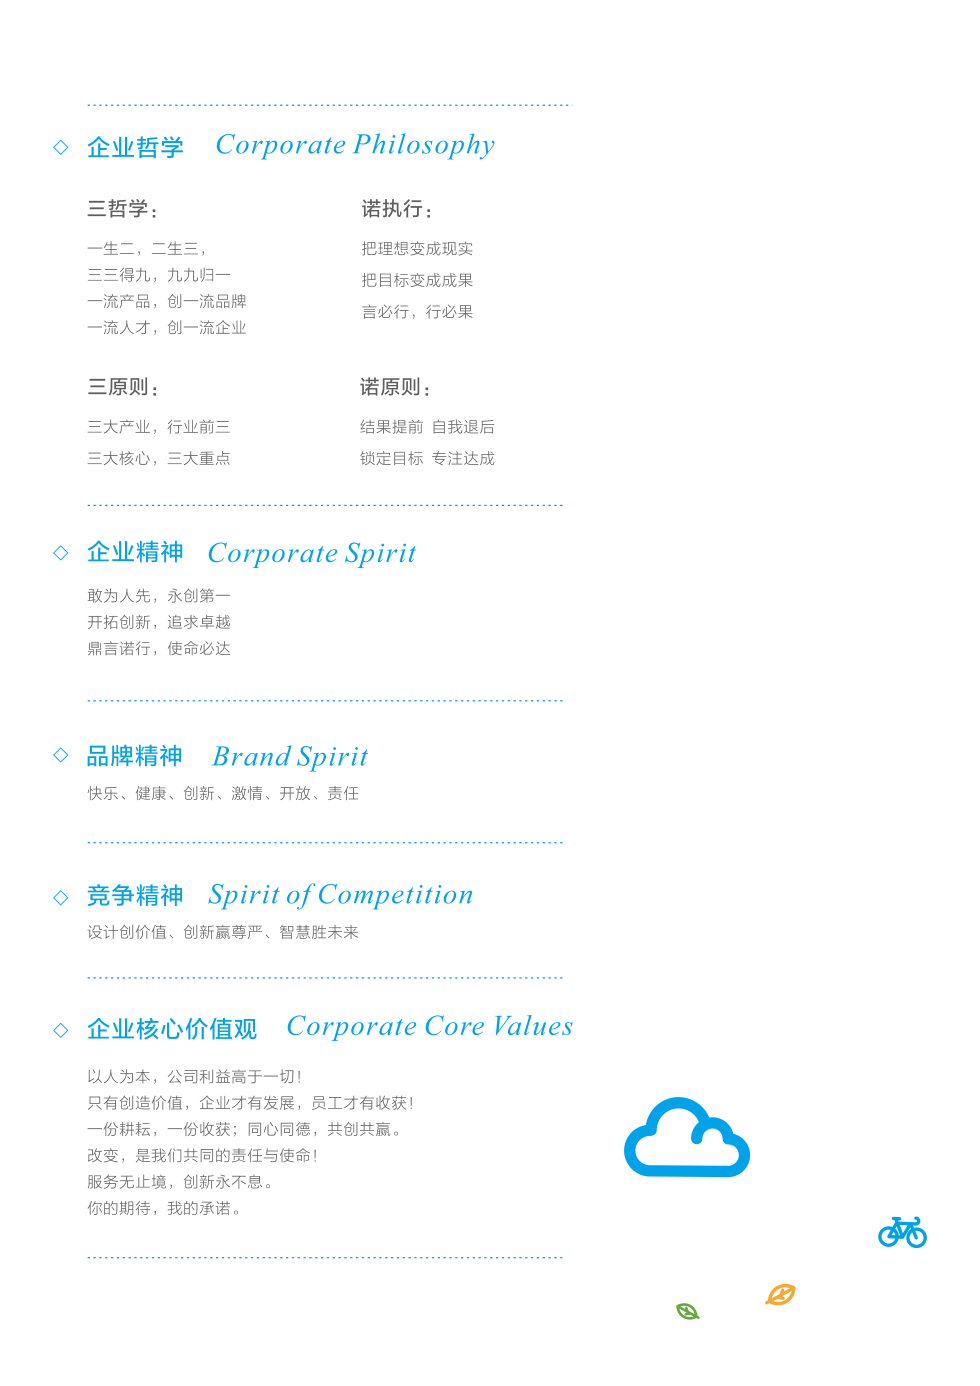 企业哲学 Corporate Philosophy
三哲学：
一生二，二生三，
三三得九，九九归一
一流产品，创一流品牌
一流人才，创一流企业
诺执行：
把理想变成现实
把目标变成成果
言必行，行必果
三原则：
三大产业，行业前三
三大核心，三大重点
诺原则：
结果提前 自我退后
锁定目标 专注达成
企业精神 Corporate Spirit
敢为人先，永创第一
开拓创新，追求卓越
鼎言诺行，使命必达
品牌精神 Brand Spirit
快乐、健康、创新、激情、开放、责任
竞争精神 Spirit of Competition
设计创价值、创新赢尊严、智慧胜未来
企业核心价值观 Corporate Core Values
以人为本，公司利益高于一切！
只有创造价值，企业才有发展，员工才有收获！
一份耕耘，一份收获；同心同德，共创共赢。
改变，是我们共同的责任与使命！
服务无止境，创新永不息。
你的期待，我的承诺。